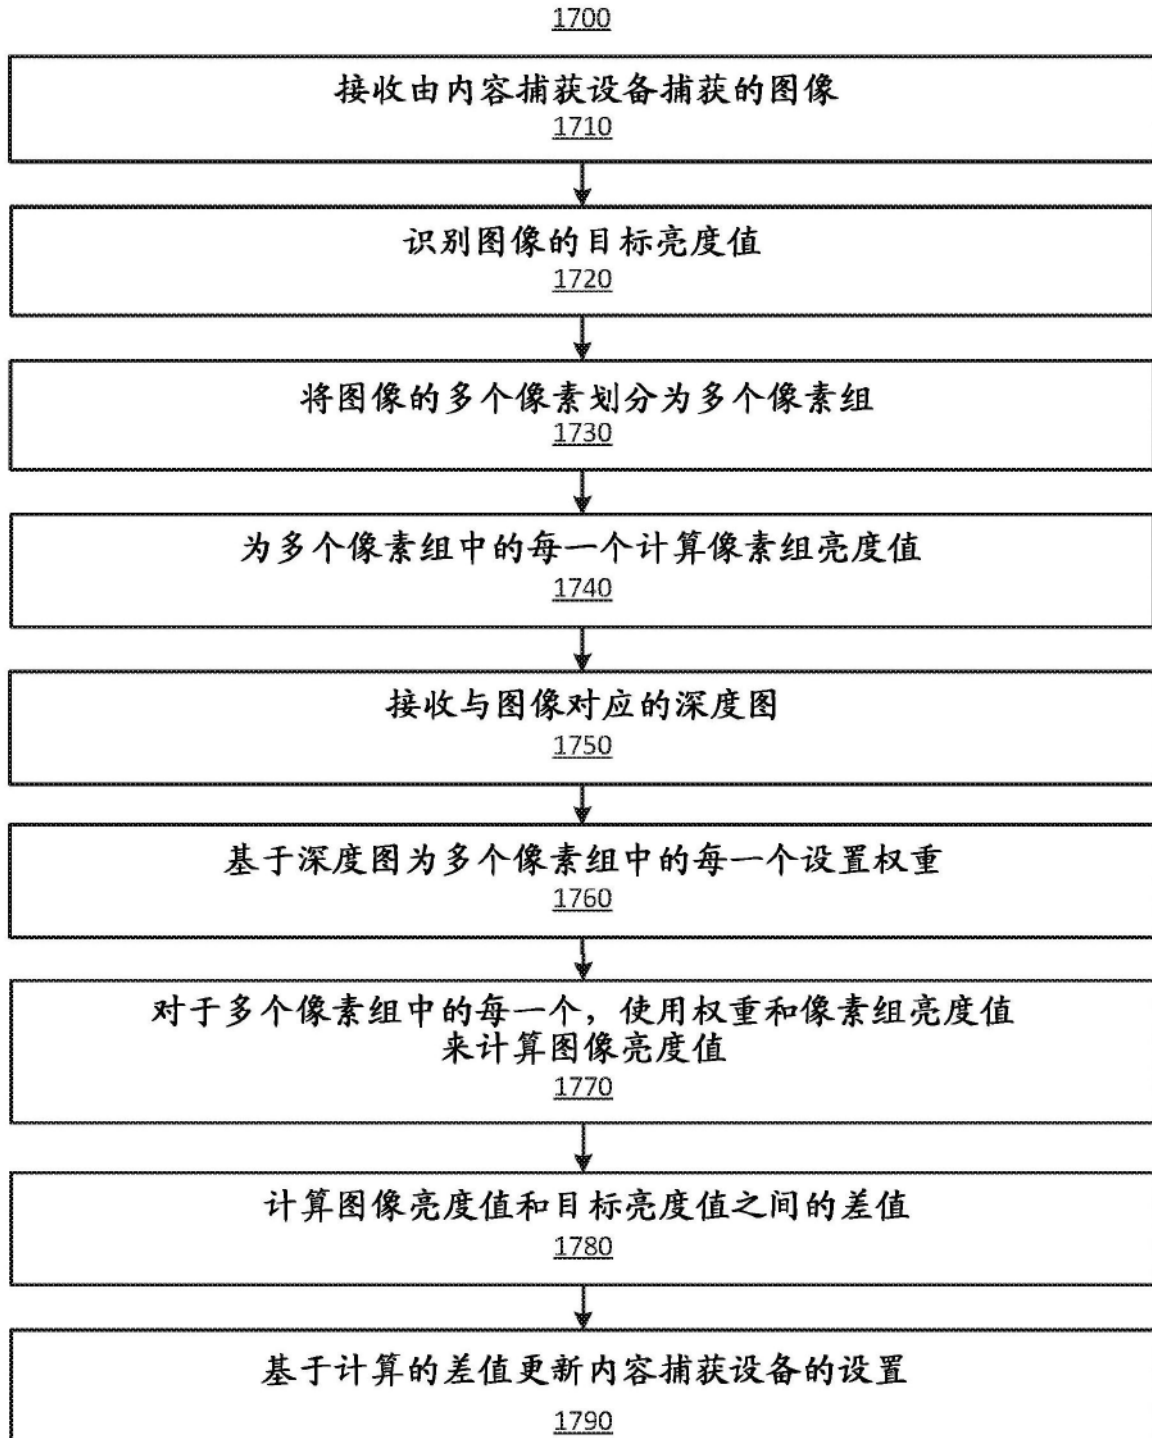 1700
接收由内容捕获设备捕获的图像
1710
识别图像的目标亮度值
1720
将图像的多个像素划分为多个像素组
1730
为多个像素组中的每一个计算像素组亮度值
1740
接收与图像对应的深度图
1750
基于深度图为多个像素组中的每一个设置权重
1760
对于多个像素组中的每一个，使用权重和像素组亮度值
来计算图像亮度值
1770
计算图像亮度值和目标亮度值之间的差值
1780
基于计算的差值更新内容捕获设备的设置
1790